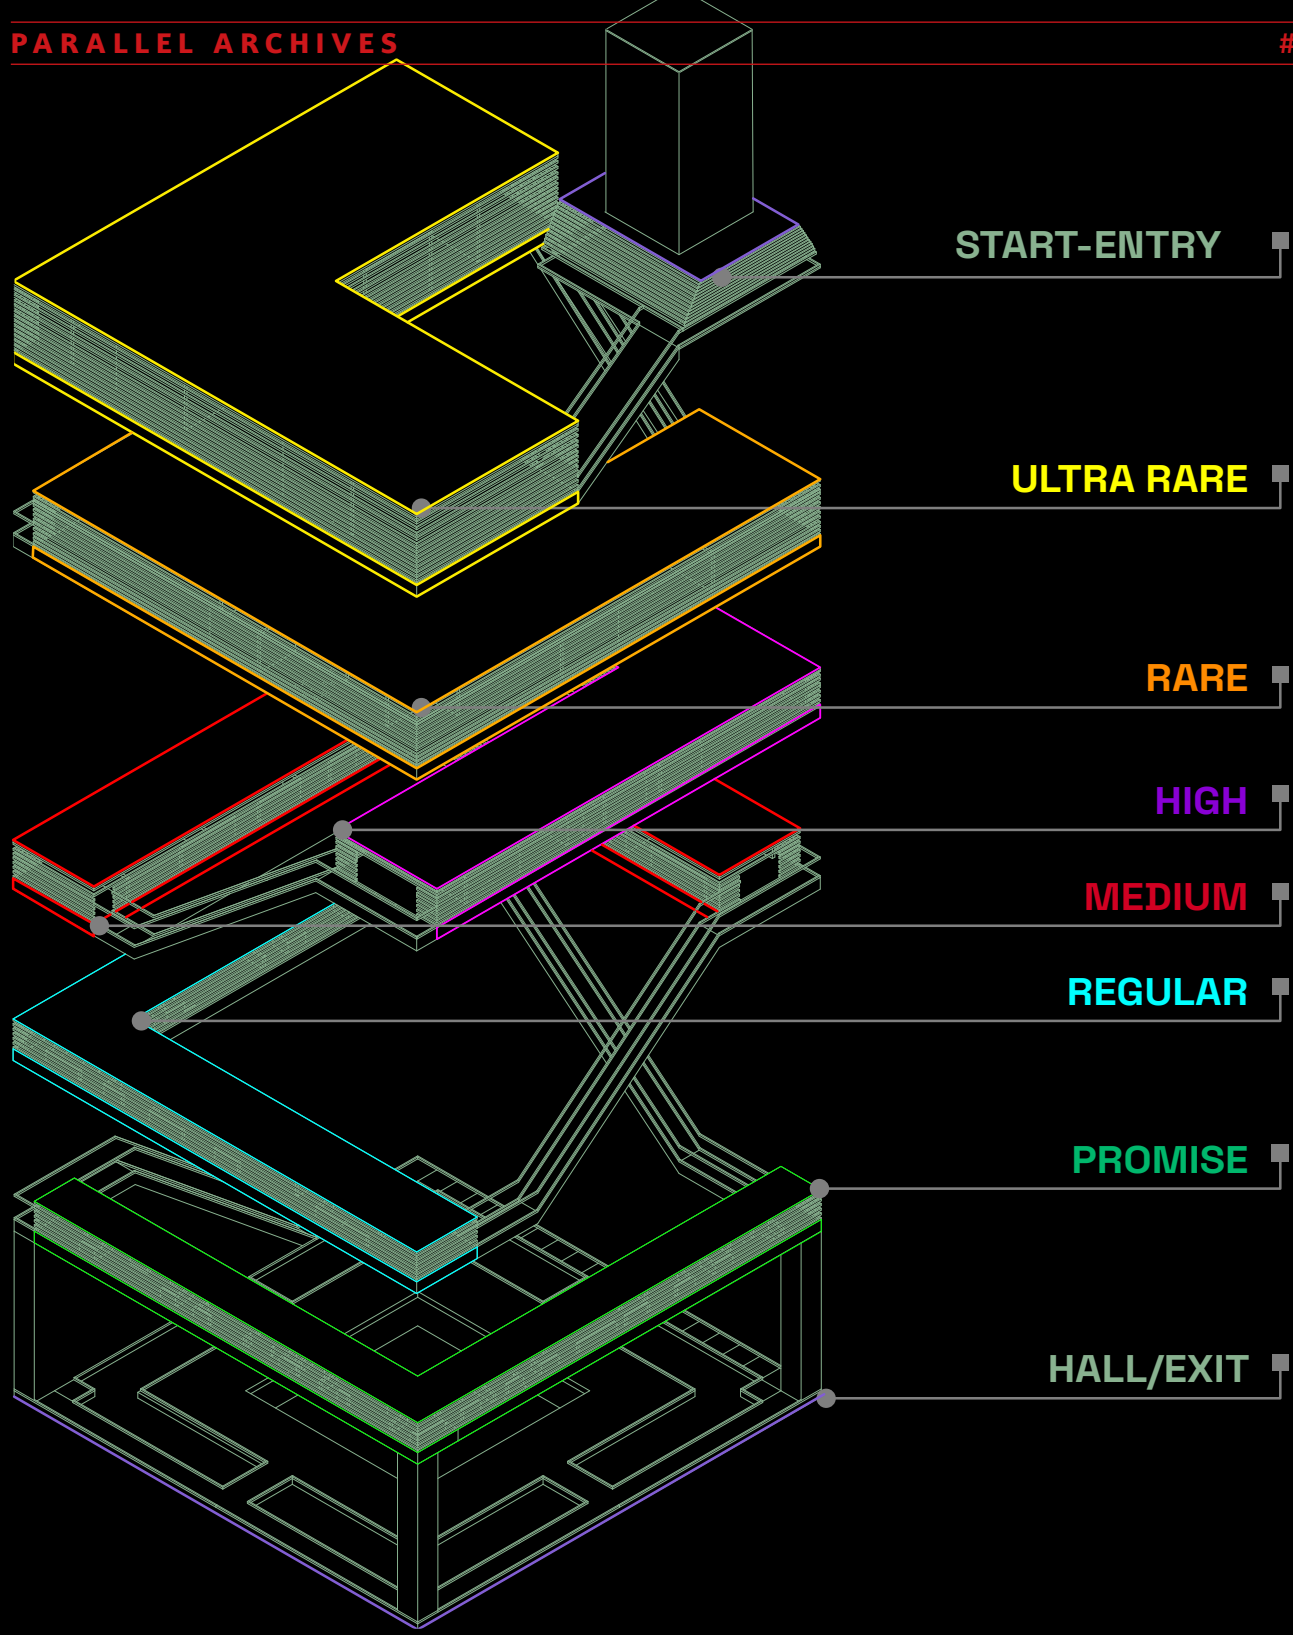 PARALLEL ARCHIVES #
START-ENTRY
ULTRA RARE
RARE
HIGH
MEDIUM
REGULAR
PROMISE
HALL/EXIT